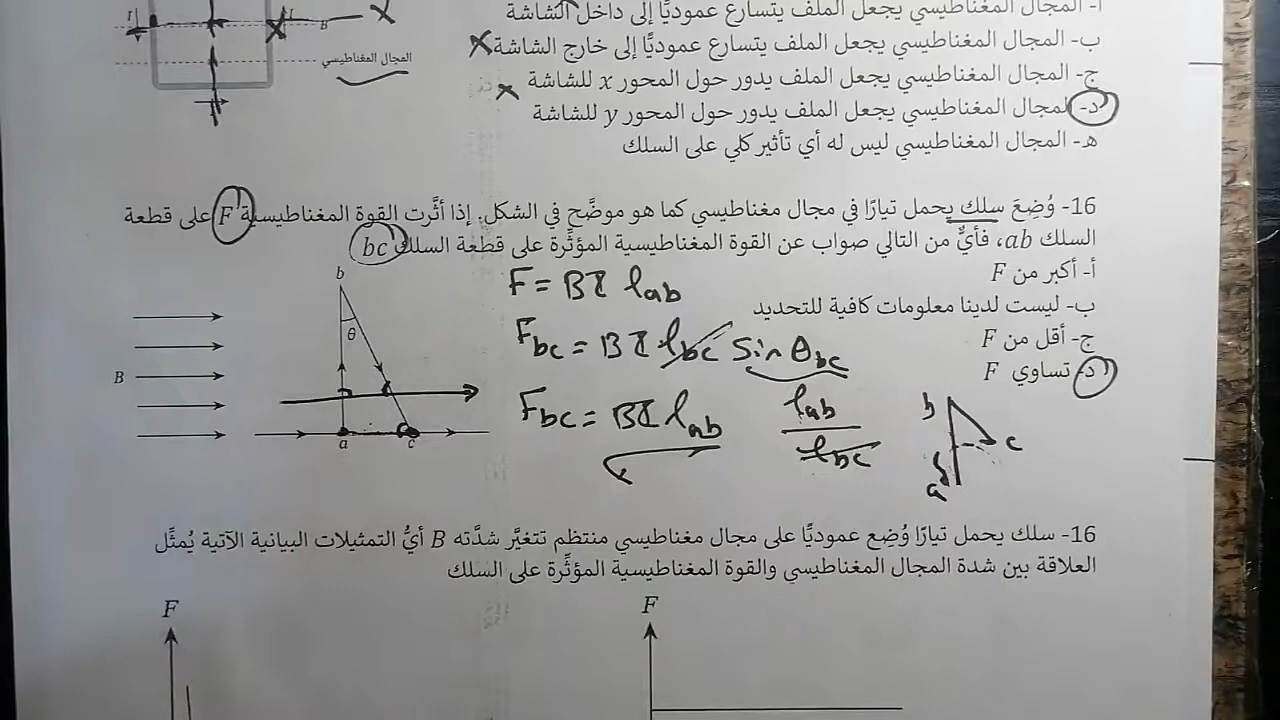 أ- المجال المغناطيسي يجعل الملف يتسارع عموديًّا إلى داخل الشاشة
ب- المجال المغناطيسي يجعل الملف يتسارع عموديًّا إلى خارج الشاشة
ج- المجال المغناطيسي يجعل الملف يدور حول المحور x للشاشة
د- المجال المغناطيسي يجعل الملف يدور حول المحور y للشاشة
هـ- المجال المغناطيسي ليس له أي تأثير كلي على السلك
I I B x
المجال المغناطيسي
16- وُضِعَ سلك يحمل تيارًا في مجال مغناطيسي كما هو موضَّح في الشكل. إذا أثَّرت القوة المغناطيسية F على قطعة
السلك ab، فأيٌّ من التالي صواب عن القوة المغناطيسية المؤثِّرة على قطعة السلك bc
أ- أكبر من F
ب- ليست لدينا معلومات كافية للتحديد
ج- أقل من F
د- تساوي F
F = BI lab
Fbc = BI lbc Sin θbc
Fbc = BI lab
lab
lbc
b
c
a
b
θ
B
a c
16- سلك يحمل تيارًا وُضِع عموديًّا على مجال مغناطيسي منتظم تتغيَّر شدَّته B أيُّ التمثيلات البيانية الآتية يُمثِّل
العلاقة بين شدة المجال المغناطيسي والقوة المغناطيسية المؤثِّرة على السلك
F
F